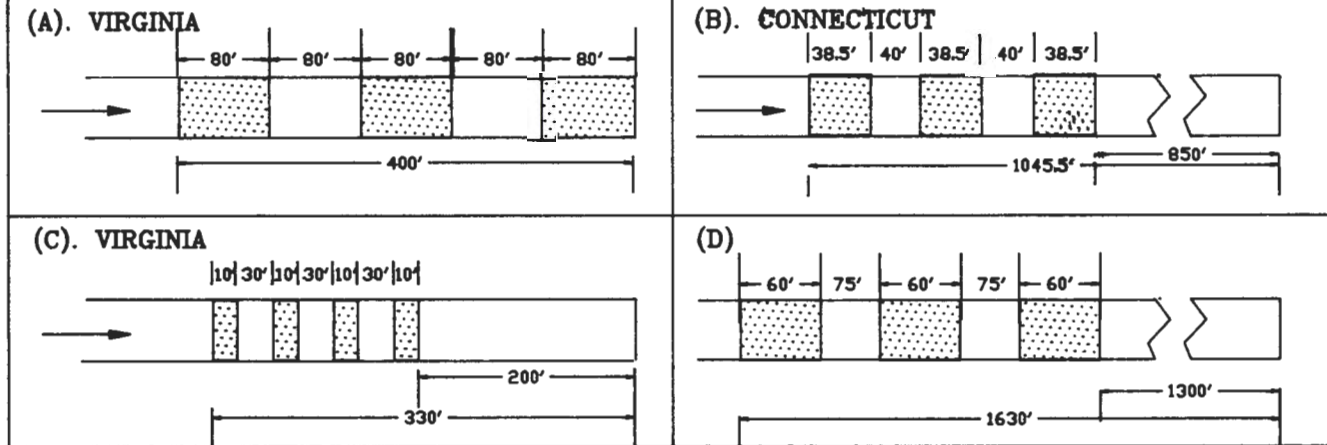 (A). VIRGINIA
80' 80' 80' 80' 80'
400'
(B). CONNECTICUT
38.5' 40' 38.5' 40' 38.5'
850'
1045.5'
(C). VIRGINIA
10' 30' 10' 30' 10' 30' 10'
200'
330'
(D)
60' 75' 60' 75' 60'
1300'
1630'